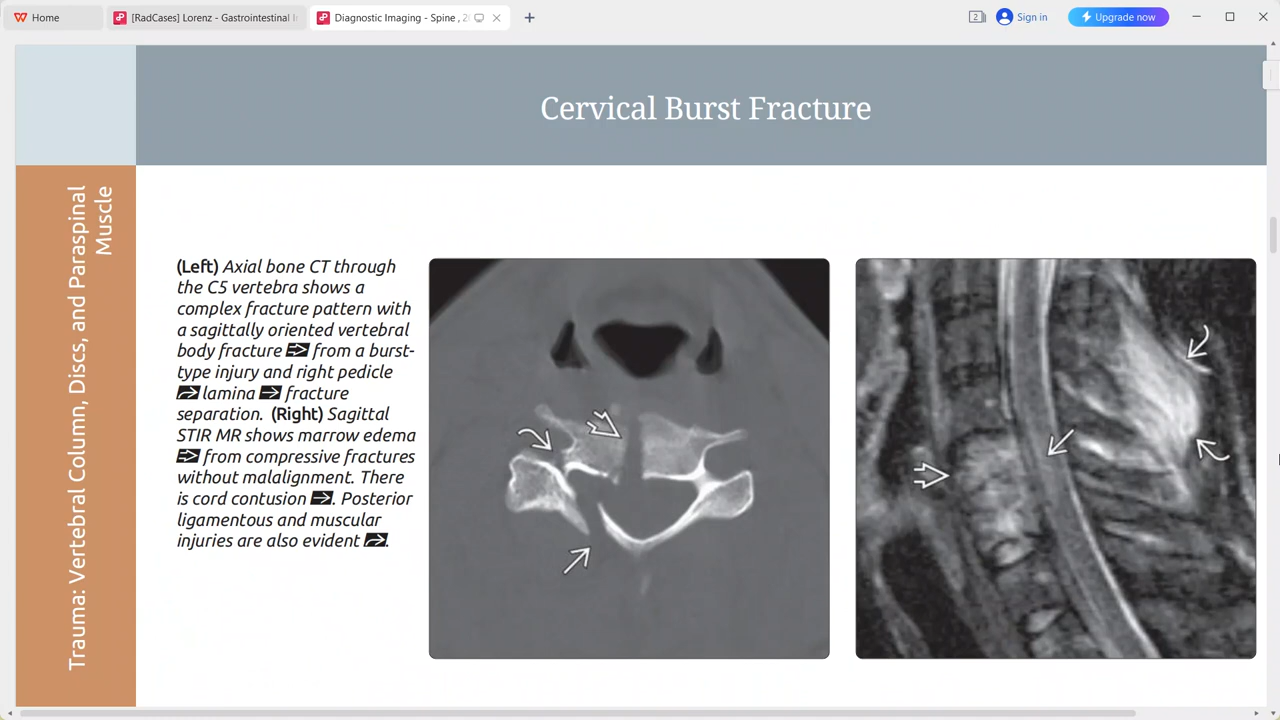 Home
[RadCases] Lorenz - Gastrointestinal I
Diagnostic Imaging - Spine , 2
2
Sign in
Upgrade now
Cervical Burst Fracture
Trauma: Vertebral Column, Discs, and Paraspinal
Muscle
(Left) Axial bone CT through
the C5 vertebra shows a
complex fracture pattern with
a sagittally oriented vertebral
body fracture from a burst-
type injury and right pedicle
lamina fracture
separation. (Right) Sagittal
STIR MR shows marrow edema
from compressive fractures
without malalignment. There
is cord contusion . Posterior
ligamentous and muscular
injuries are also evident .